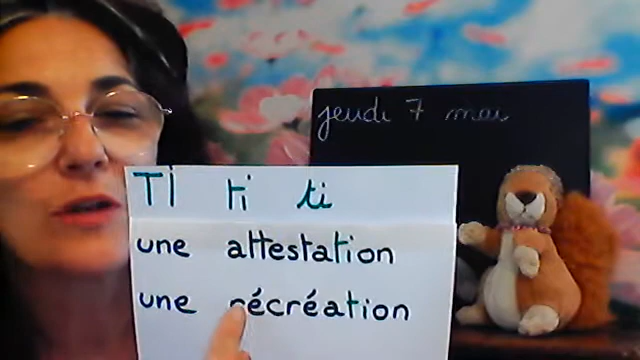 jeudi 7 mai
Ti ti ti
une attestation
une récréation